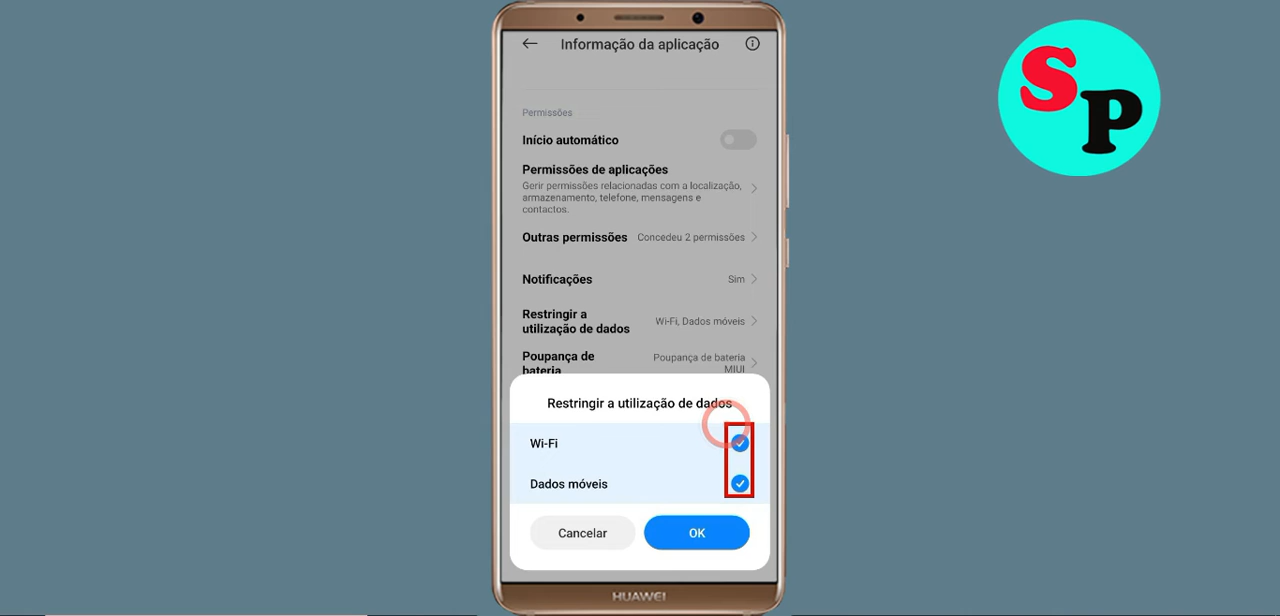 Informação da aplicação
Permissões
Início automático
Permissões de aplicações
Gerir permissões relacionadas com a localização,
armazenamento, telefone, mensagens e
contactos.
Outras permissões Concedeu 2 permissões
Notificações Sim
Restringir a
utilização de dados Wi-Fi, Dados móveis
Poupança de
bateria Poupança de bateria
MIUI
Restringir a utilização de dados
Wi-Fi
Dados móveis
Cancelar OK
HUAWEI
SP